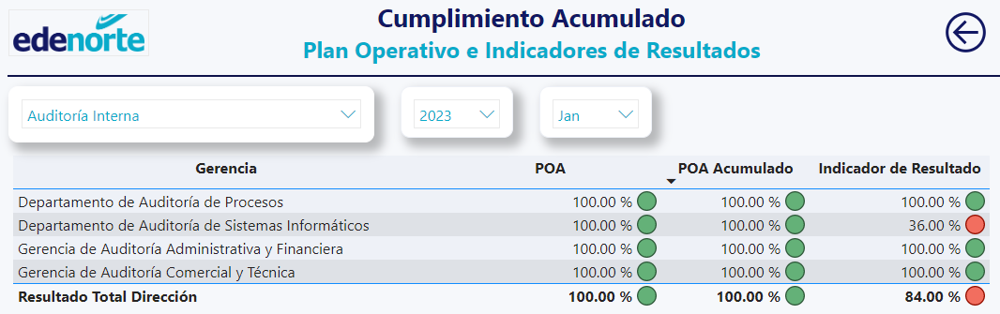 edenorte
Cumplimiento Acumulado
Plan Operativo e Indicadores de Resultados
Auditoría Interna 2023 Jan
Gerencia POA POA Acumulado Indicador de Resultado
Departamento de Auditoría de Procesos 100.00 % 100.00 % 100.00 %
Departamento de Auditoría de Sistemas Informáticos 100.00 % 100.00 % 36.00 %
Gerencia de Auditoría Administrativa y Financiera 100.00 % 100.00 % 100.00 %
Gerencia de Auditoría Comercial y Técnica 100.00 % 100.00 % 100.00 %
Resultado Total Dirección 100.00 % 100.00 % 84.00 %